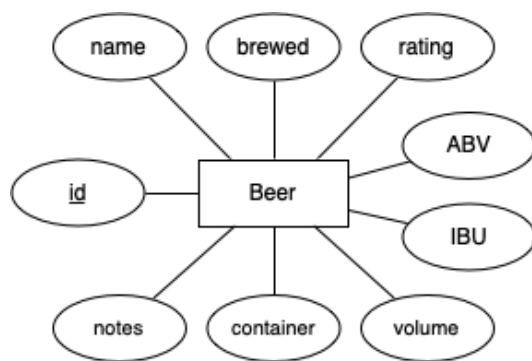 name
brewed
rating
ABV
id
Beer
IBU
notes
container
volume